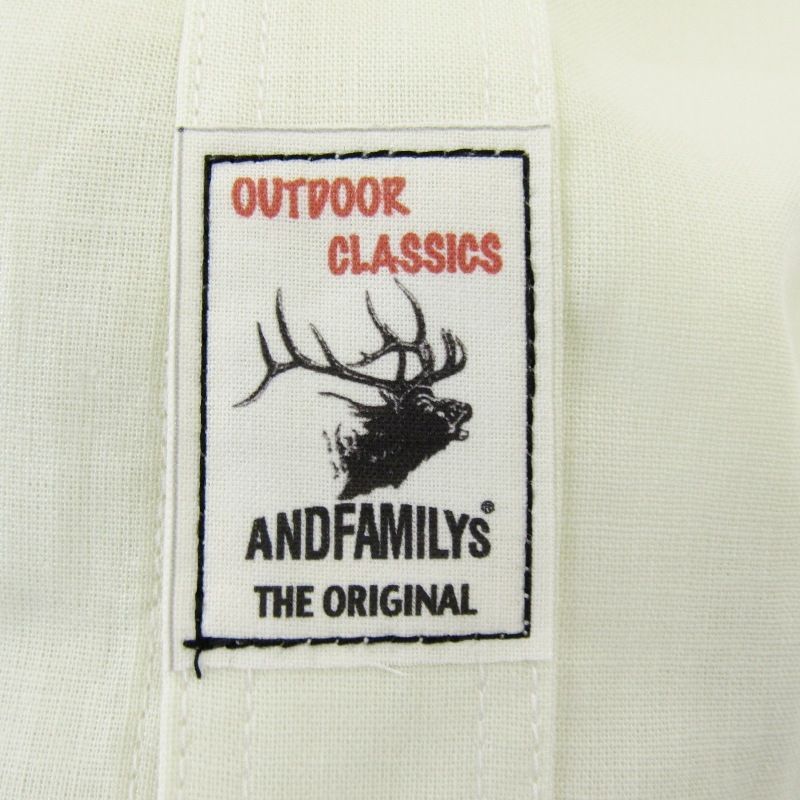 OUTDOOR
CLASSICS
ANDFAMILYS®
THE ORIGINAL